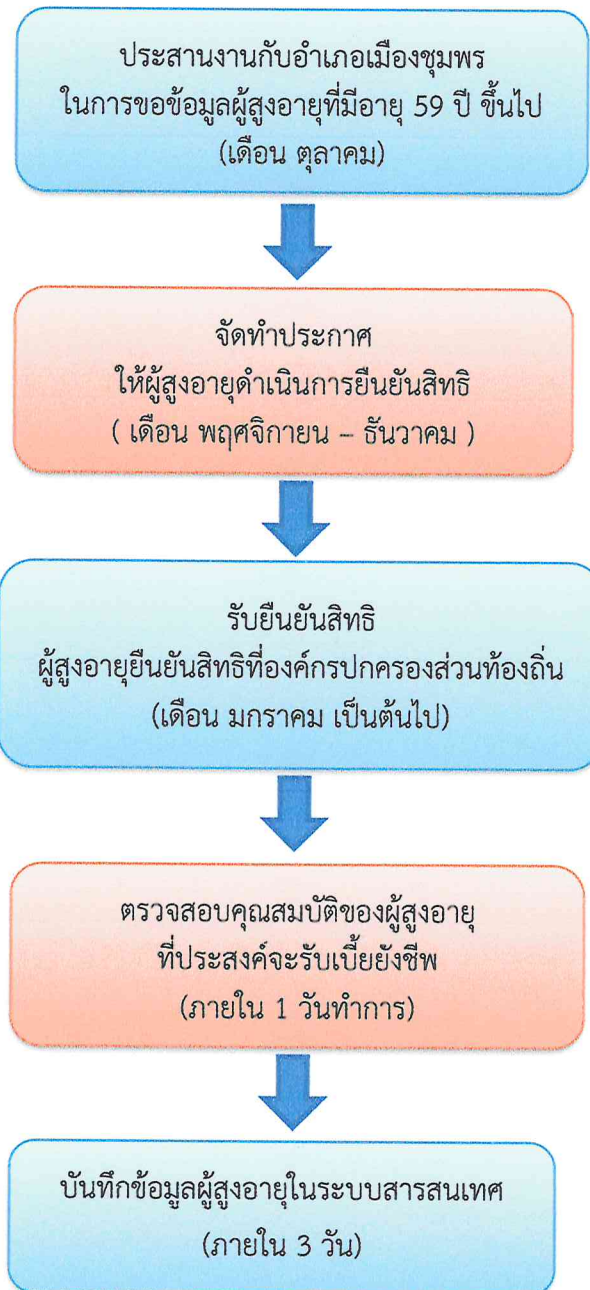 ประสานงานกับอำเภอเมืองชุมพร
ในการขอข้อมูลผู้สูงอายุที่มีอายุ 59 ปี ขึ้นไป
(เดือน ตุลาคม)
จัดทำประกาศ
ให้ผู้สูงอายุดำเนินการยืนยันสิทธิ
( เดือน พฤศจิกายน – ธันวาคม )
รับยืนยันสิทธิ
ผู้สูงอายุยืนยันสิทธิที่องค์กรปกครองส่วนท้องถิ่น
(เดือน มกราคม เป็นต้นไป)
ตรวจสอบคุณสมบัติของผู้สูงอายุ
ที่ประสงค์จะรับเบี้ยยังชีพ
(ภายใน 1 วันทำการ)
บันทึกข้อมูลผู้สูงอายุในระบบสารสนเทศ
(ภายใน 3 วัน)